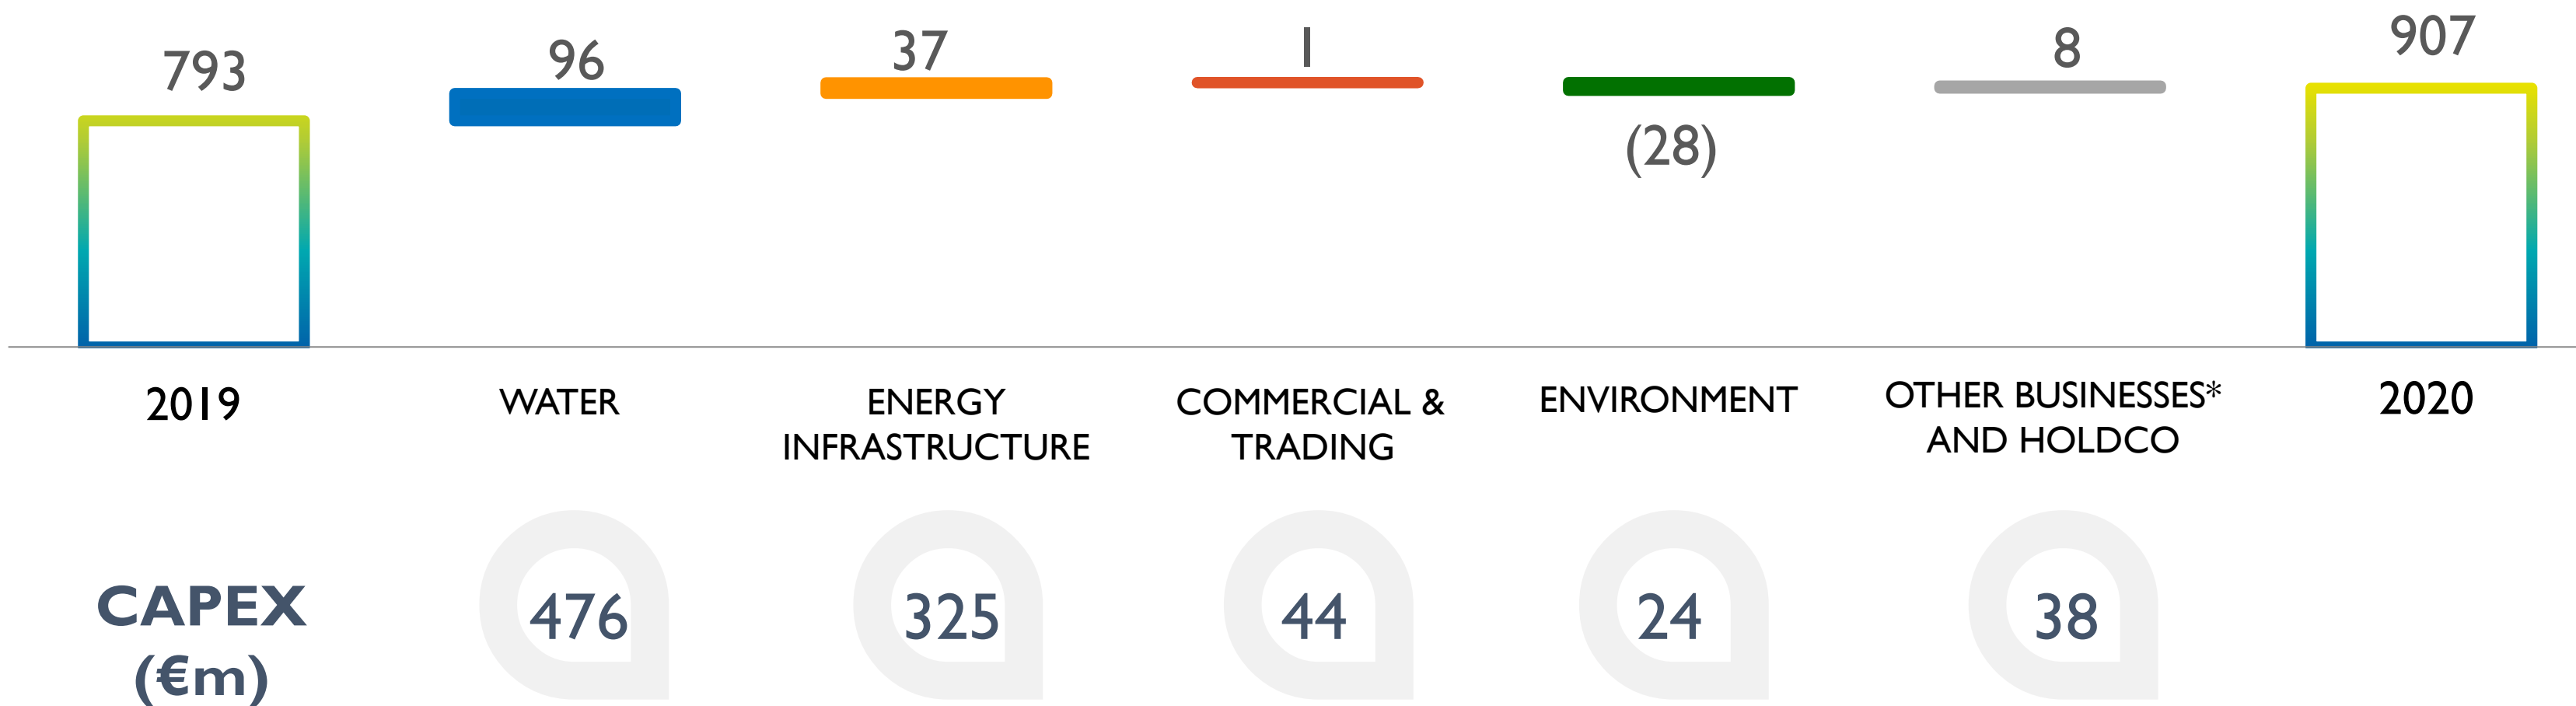 793
96
37
1
(28)
8
907
2019
WATER
ENERGY
INFRASTRUCTURE
COMMERCIAL &
TRADING
ENVIRONMENT
OTHER BUSINESSES*
AND HOLDCO
2020
CAPEX
(€m)
476
325
44
24
38